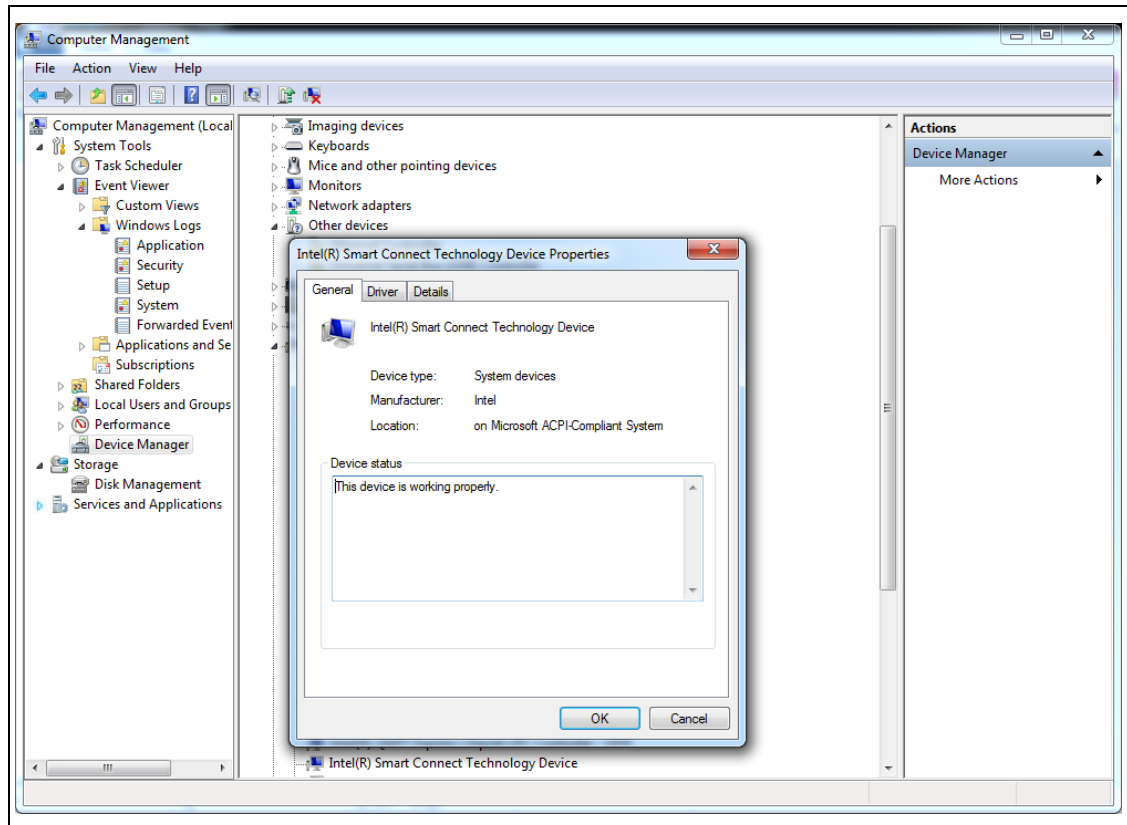 Computer Management
File Action View Help
Computer Management (Local
System Tools
Task Scheduler
Event Viewer
Custom Views
Windows Logs
Application
Security
Setup
System
Forwarded Event
Applications and Se
Subscriptions
Shared Folders
Local Users and Groups
Performance
Device Manager
Storage
Disk Management
Services and Applications
Imaging devices
Keyboards
Mice and other pointing devices
Monitors
Network adapters
Other devices
Intel(R) Smart Connect Technology Device Properties
General Driver Details
Intel(R) Smart Connect Technology Device
Device type: System devices
Manufacturer: Intel
Location: on Microsoft ACPI-Compliant System
Device status
This device is working properly.
OK Cancel
Intel(R) Smart Connect Technology Device
Actions
Device Manager
More Actions